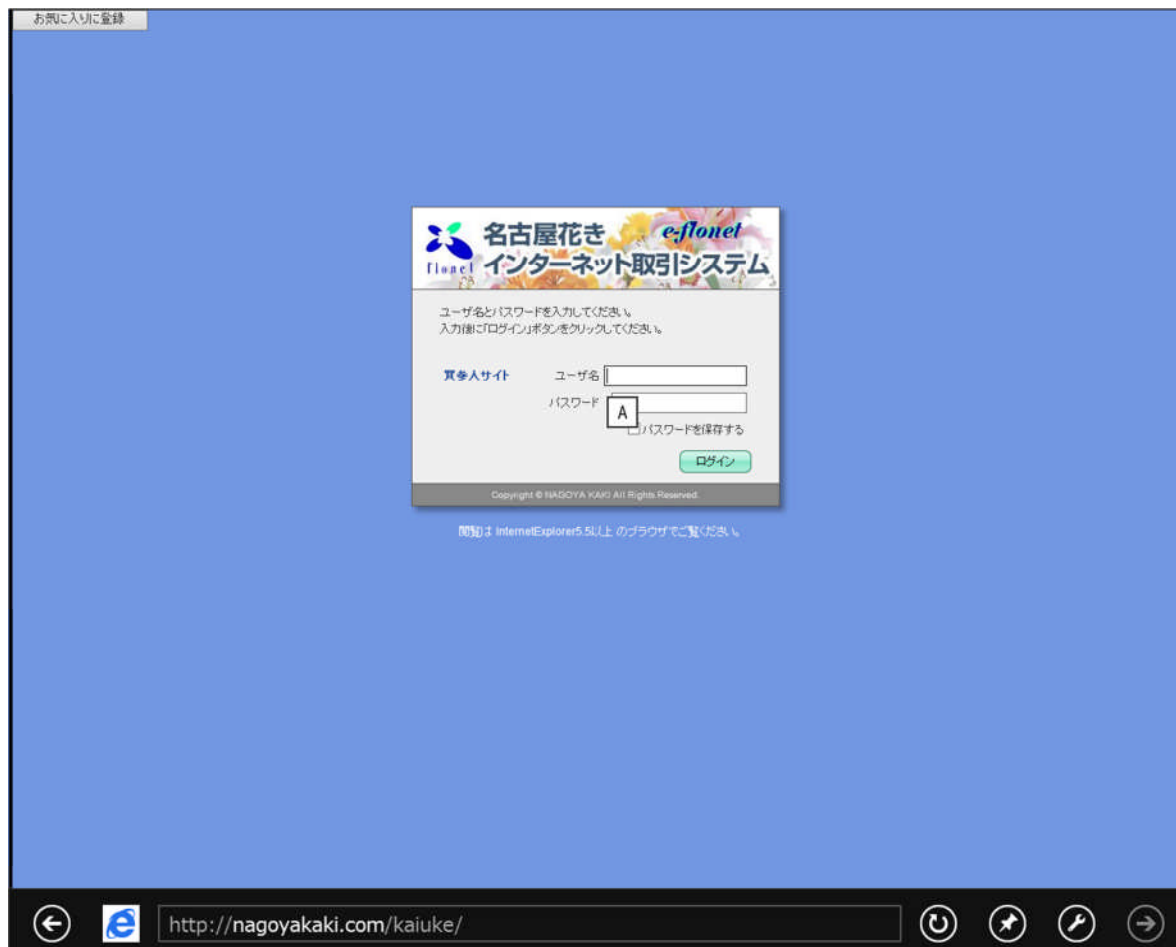 お気に入りに登録
e-flonet
名古屋花き
flonet インターネット取引システム
ユーザ名とパスワードを入力してください。
入力後に「ログイン」ボタンをクリックしてください。
買参人サイト ユーザ名
パスワード
A
パスワードを保存する
ログイン
Copyright © NAGOYA KAKI All Rights Reserved.
閲覧は InternetExplorer5.5以上 のブラウザでご覧ください。
http://nagoyakaki.com/kaiuke/